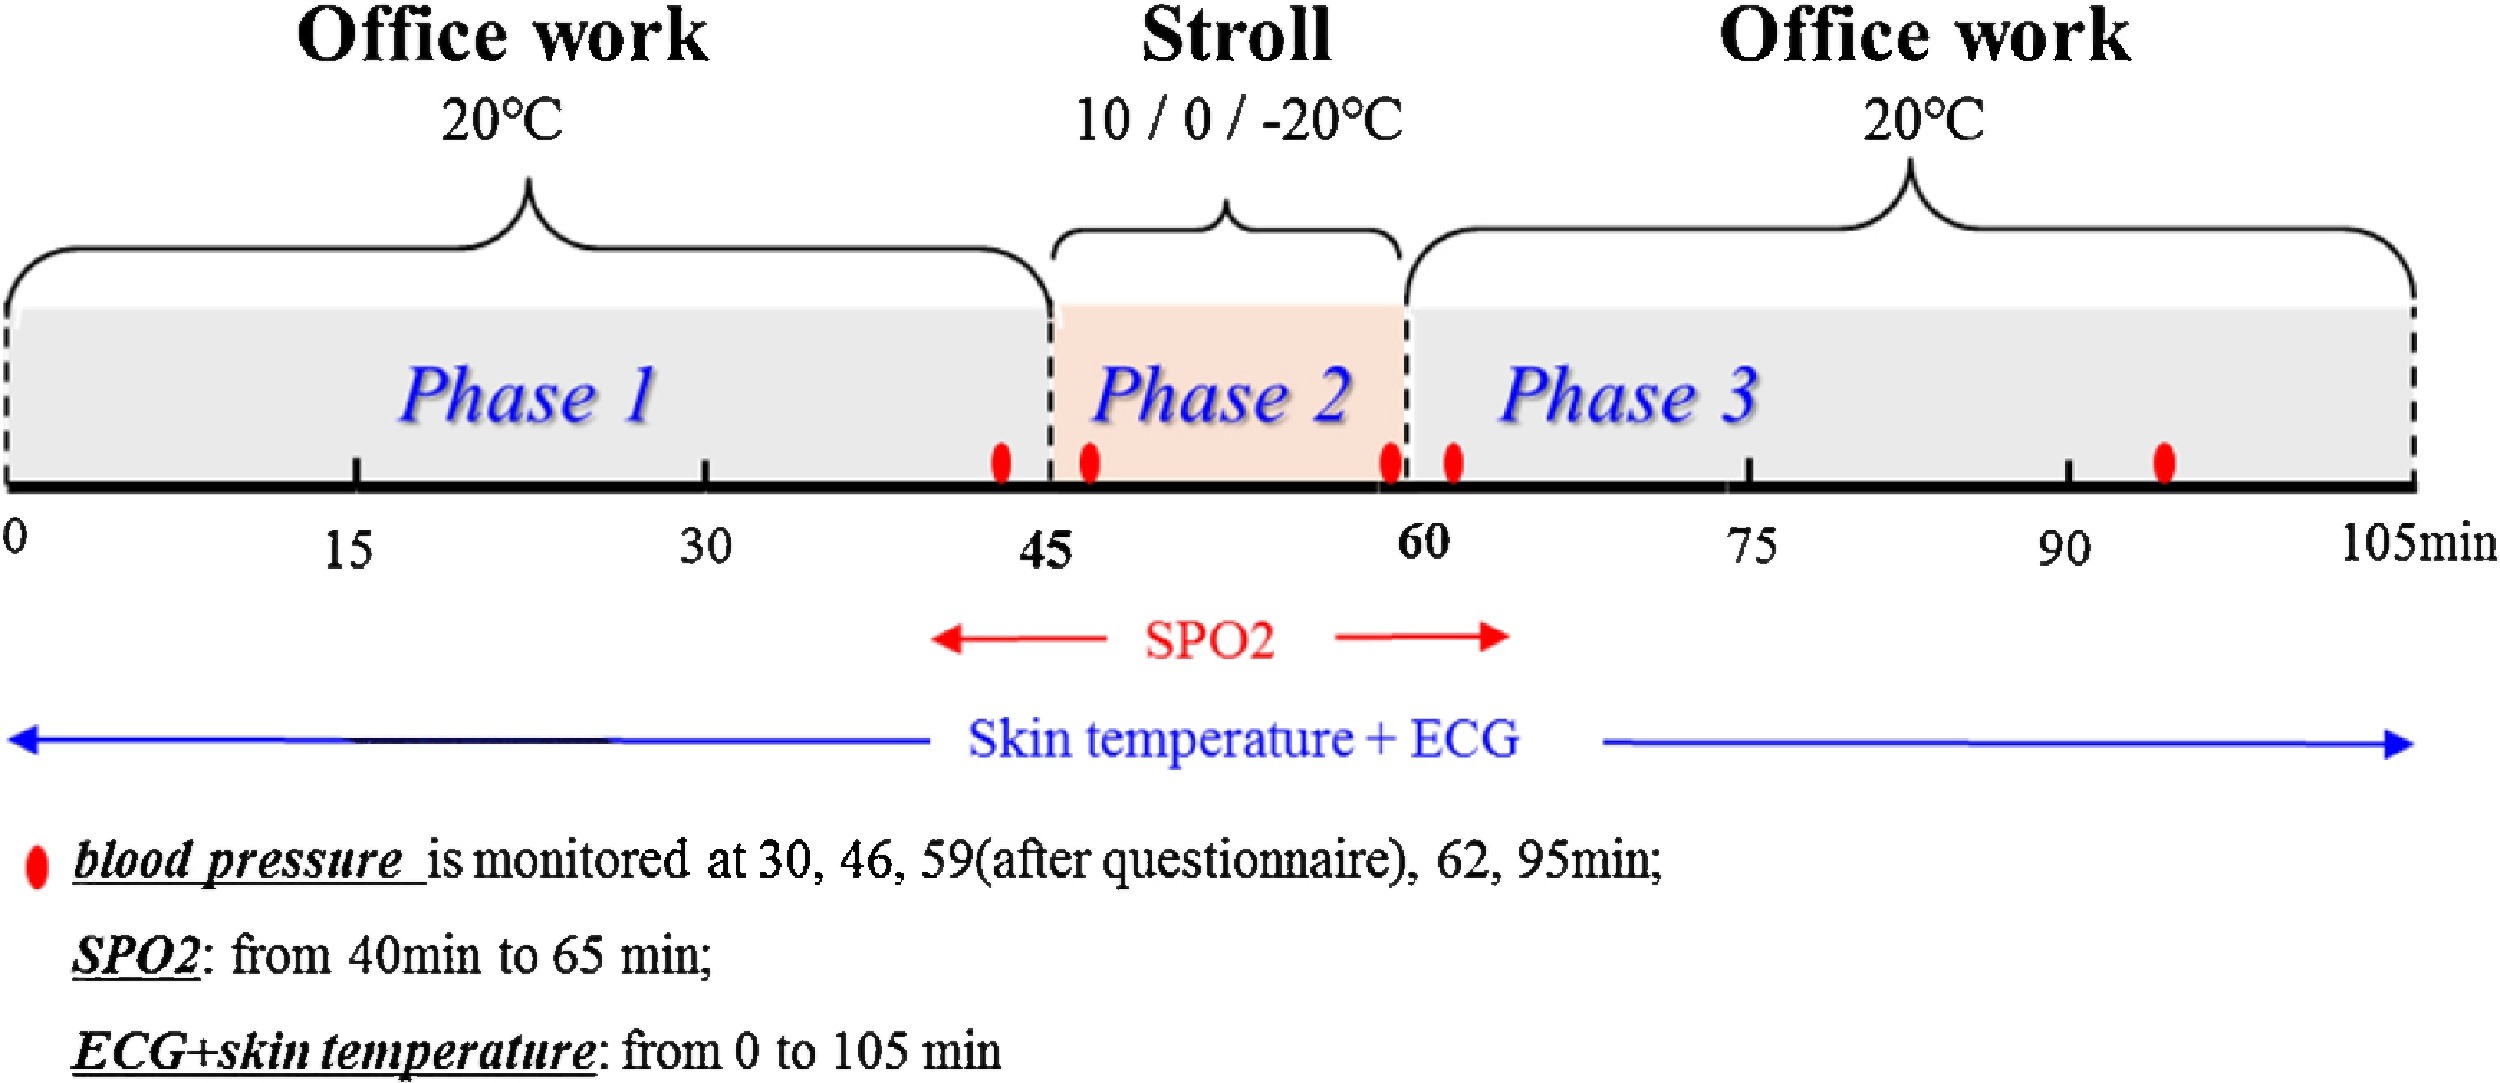 Office work Stroll Office work
20°C 10 / 0 / -20°C 20°C
Phase 1 Phase 2 Phase 3
0 15 30 45 60 75 90 105min
SPO2
Skin temperature + ECG
blood pressure is monitored at 30, 46, 59(after questionnaire), 62, 95min;
SPO2: from 40min to 65 min;
ECG+skin temperature: from 0 to 105 min